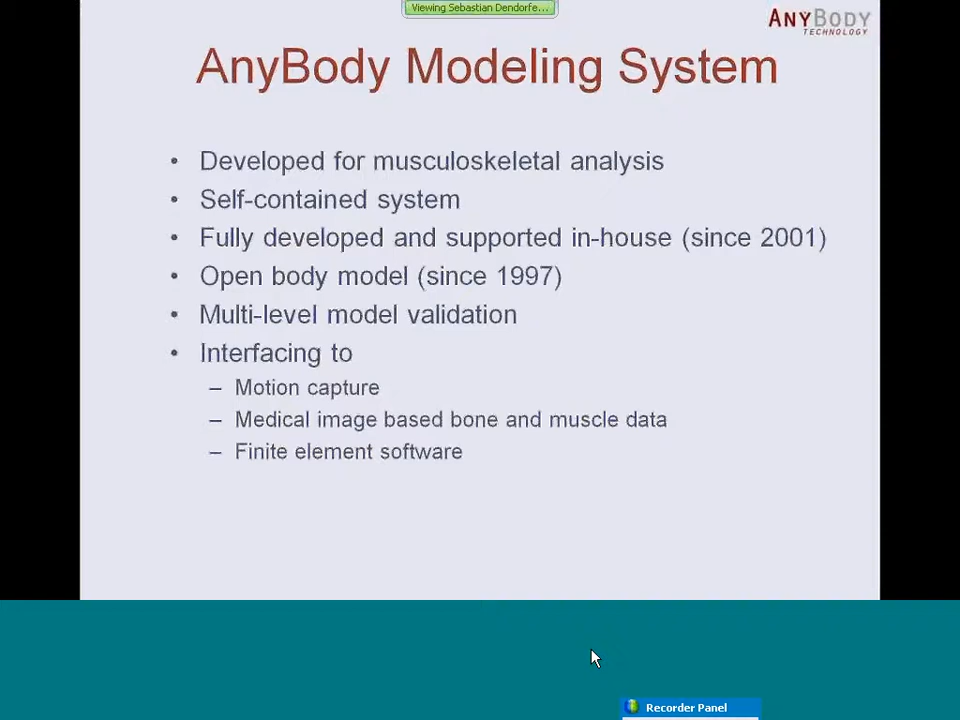 Viewing Sebastian Dendorfe...
ANYBODY
TECHNOLOGY
AnyBody Modeling System
• Developed for musculoskeletal analysis
• Self-contained system
• Fully developed and supported in-house (since 2001)
• Open body model (since 1997)
• Multi-level model validation
• Interfacing to
– Motion capture
– Medical image based bone and muscle data
– Finite element software
Recorder Panel